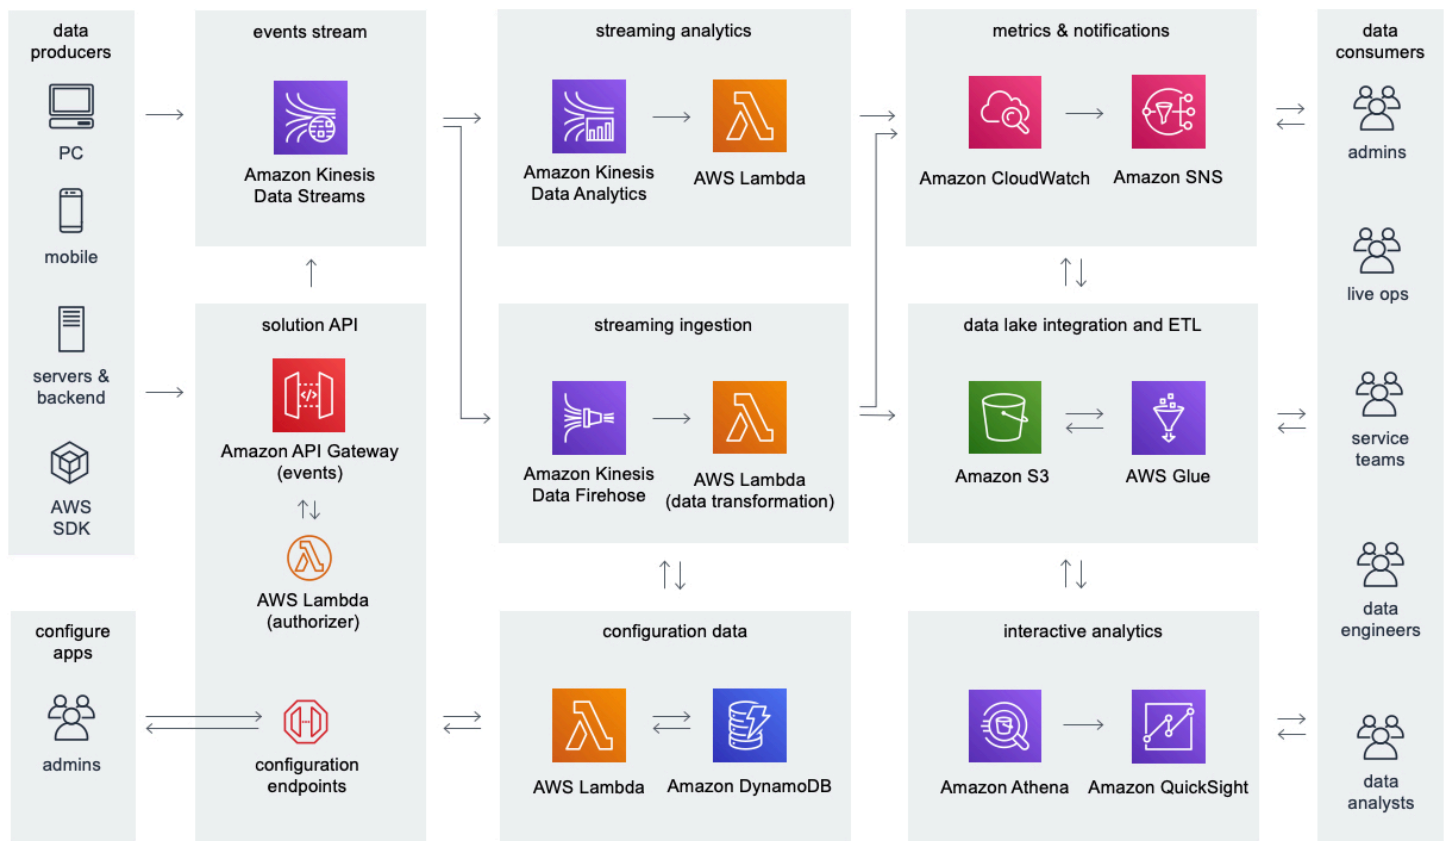 data
producers
PC
mobile
servers &
backend
AWS
SDK
configure
apps
admins
events stream
Amazon Kinesis
Data Streams
solution API
Amazon API Gateway
(events)
AWS Lambda
(authorizer)
configuration
endpoints
streaming analytics
Amazon Kinesis
Data Analytics
AWS Lambda
streaming ingestion
Amazon Kinesis
Data Firehose
AWS Lambda
(data transformation)
configuration data
AWS Lambda
Amazon DynamoDB
metrics & notifications
Amazon CloudWatch
Amazon SNS
data lake integration and ETL
Amazon S3
AWS Glue
interactive analytics
Amazon Athena
Amazon QuickSight
data
consumers
admins
live ops
service
teams
data
engineers
data
analysts